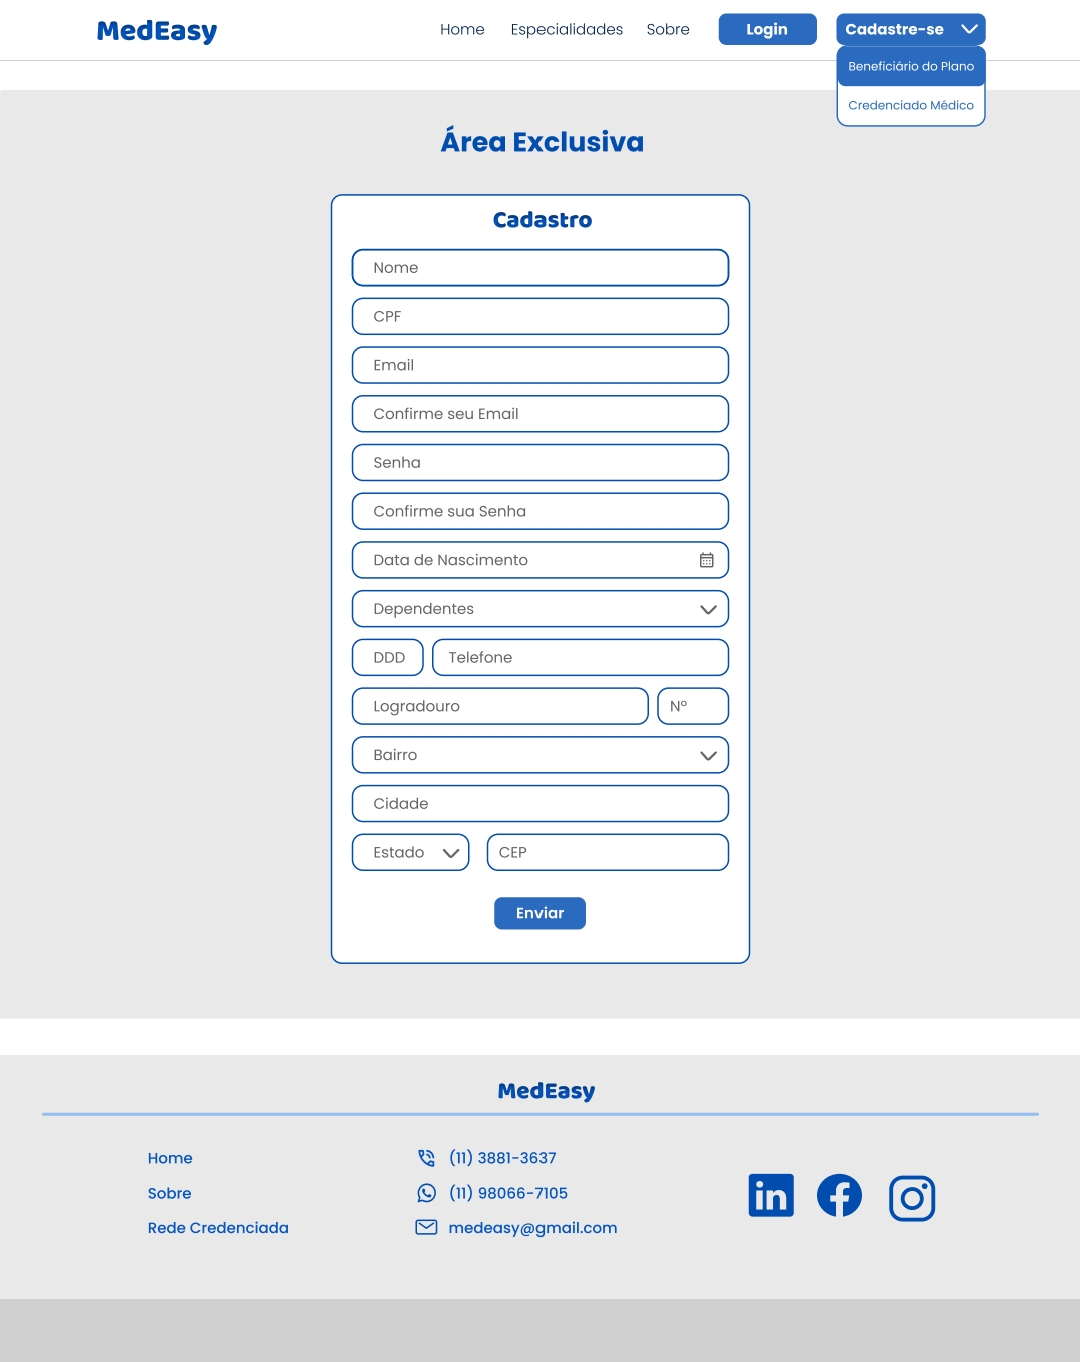 MedEasy
Home Especialidades Sobre Login Cadastre-se
Beneficiário do Plano
Credenciado Médico
Área Exclusiva
Cadastro
Nome
CPF
Email
Confirme seu Email
Senha
Confirme sua Senha
Data de Nascimento
Dependentes
DDD Telefone
Logradouro Nº
Bairro
Cidade
Estado CEP
Enviar
MedEasy
Home
Sobre
Rede Credenciada
(11) 3881-3637
(11) 98066-7105
medeasy@gmail.com